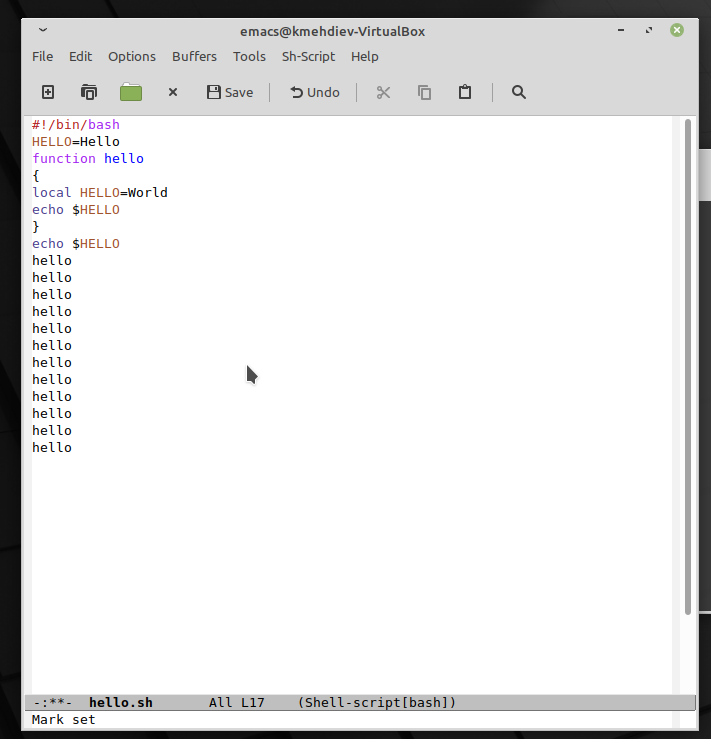 emacs@kmehdiev-VirtualBox
File Edit Options Buffers Tools Sh-Script Help
Save Undo
#!/bin/bash
HELLO=Hello
function hello
{
local HELLO=World
echo $HELLO
}
echo $HELLO
hello
hello
hello
hello
hello
hello
hello
hello
hello
hello
hello
hello
-:**- hello.sh All L17 (Shell-script[bash])
Mark set